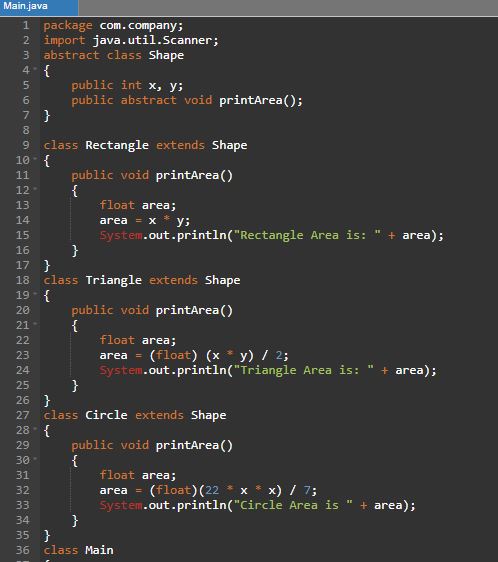 Main.java
1 package com.company;
2 import java.util.Scanner;
3 abstract class Shape
4 {
5 public int x, y;
6 public abstract void printArea();
7 }
8
9 class Rectangle extends Shape
10 {
11 public void printArea()
12 {
13 float area;
14 area = x * y;
15 System.out.println("Rectangle Area is: " + area);
16 }
17 }
18 class Triangle extends Shape
19 {
20 public void printArea()
21 {
22 float area;
23 area = (float) (x * y) / 2;
24 System.out.println("Triangle Area is: " + area);
25 }
26 }
27 class Circle extends Shape
28 {
29 public void printArea()
30 {
31 float area;
32 area = (float)(22 * x * x) / 7;
33 System.out.println("Circle Area is " + area);
34 }
35 }
36 class Main